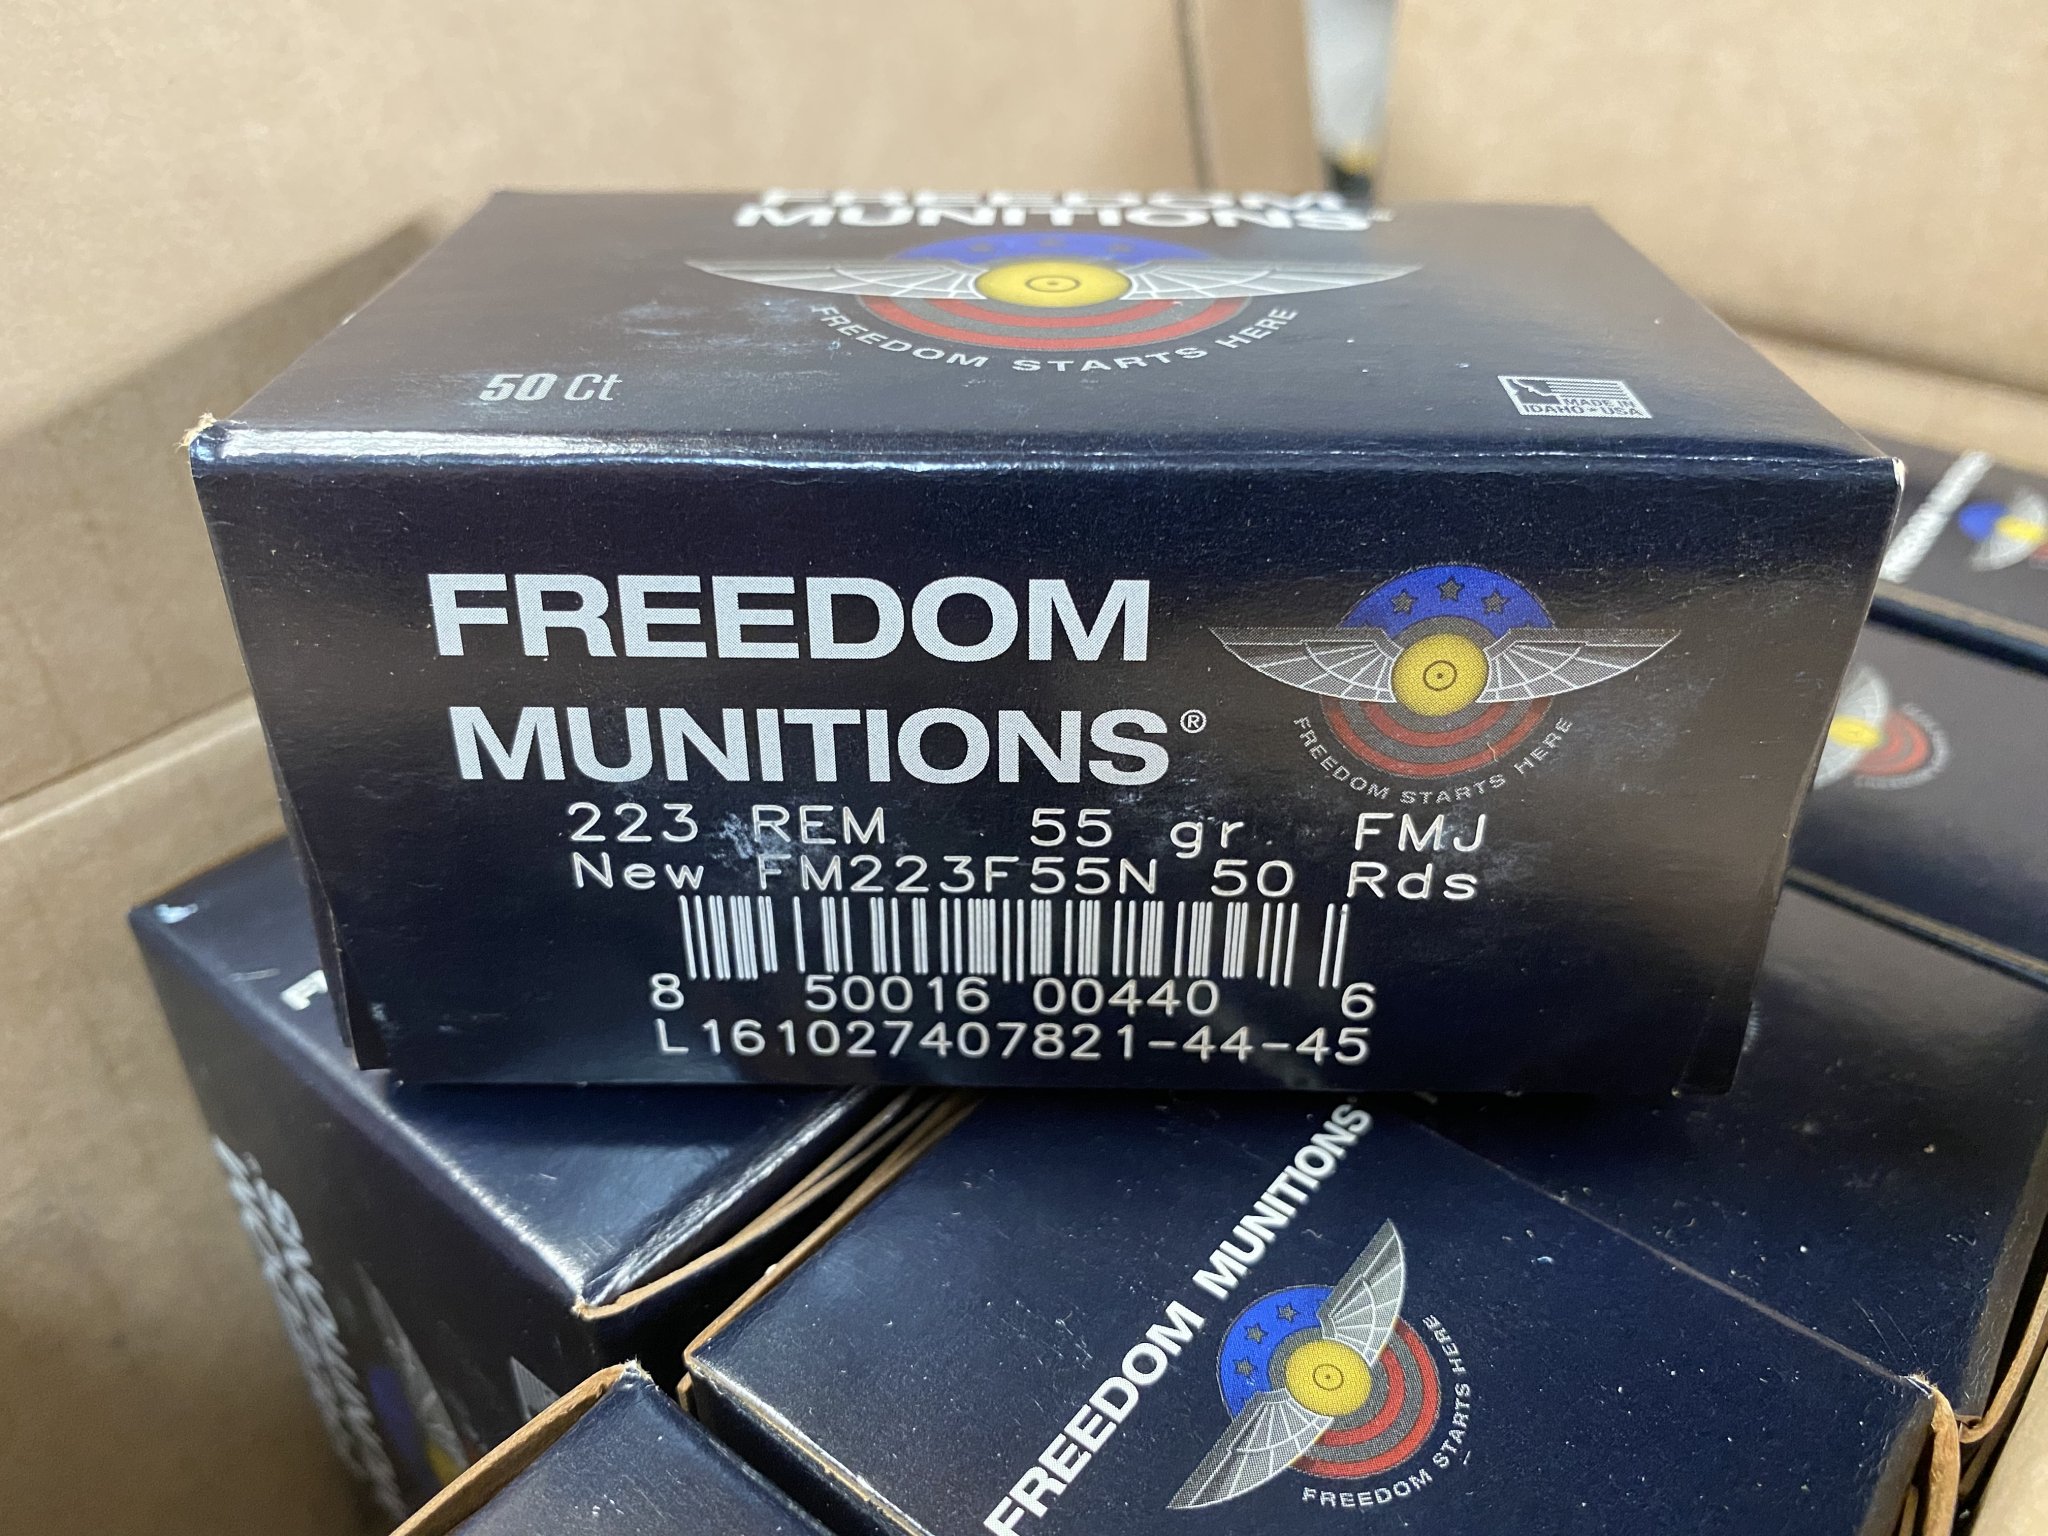 FREEDOM
MUNITIONS
FREEDOM STARTS HERE
50 Ct
MADE IN
IDAHO USA
FREEDOM
MUNITIONS®
FREEDOM STARTS HERE
223 REM 55 gr FMJ
New FM223F55N 50 Rds
8 50016 00440 6
L161027407821-44-45
FREEDOM MUNITIONS
FREEDOM STARTS HERE